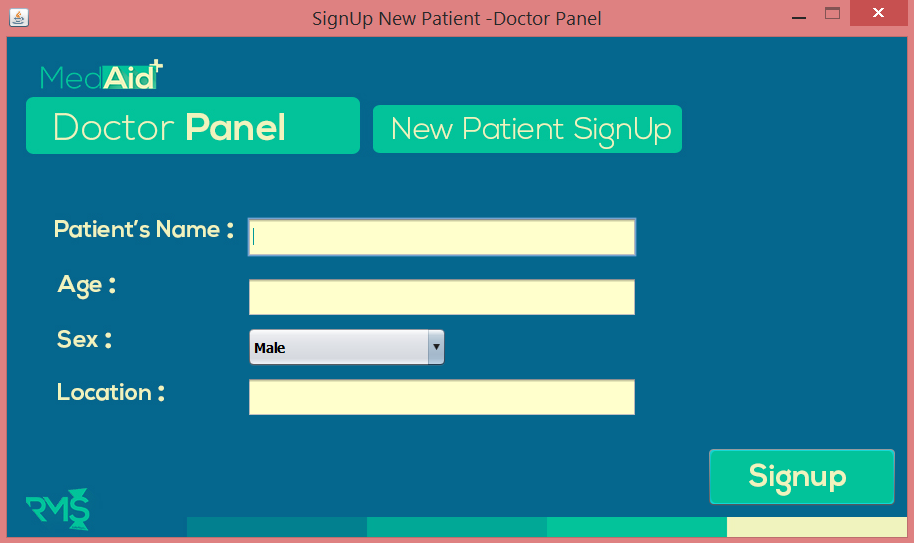 SignUp New Patient -Doctor Panel
MedAid+
Doctor Panel
New Patient SignUp
Patient's Name :
Age :
Sex :
Male
Location :
Signup
RMS